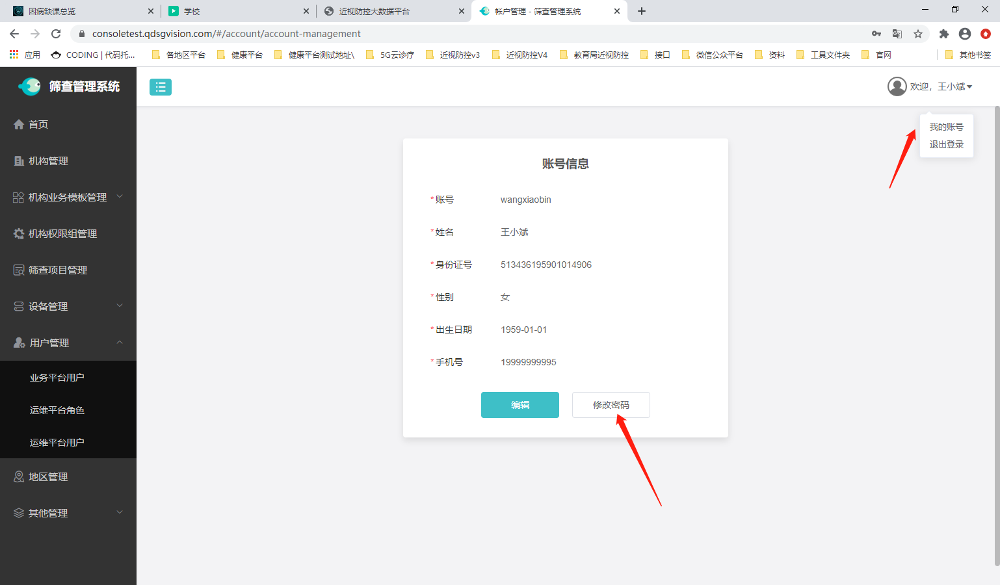 因病缺课总览
学校
近视防控大数据平台
帐户管理 - 筛查管理系统
consoletest.qdsgvision.com/#/account/account-management
应用
CODING | 代码托...
各地区平台
健康平台
健康平台测试地址\
5G云诊疗
近视防控v3
近视防控V4
教育局近视防控
接口
微信公众平台
资料
工具文件夹
官网
其他书签
筛查管理系统
欢迎，王小斌
我的账号
退出登录
首页
机构管理
机构业务模板管理
机构权限组管理
筛查项目管理
设备管理
用户管理
业务平台用户
运维平台角色
运维平台用户
地区管理
其他管理
账号信息
*账号 wangxiaobin
*姓名 王小斌
*身份证号 513436195901014906
*性别 女
*出生日期 1959-01-01
*手机号 19999999995
编辑
修改密码